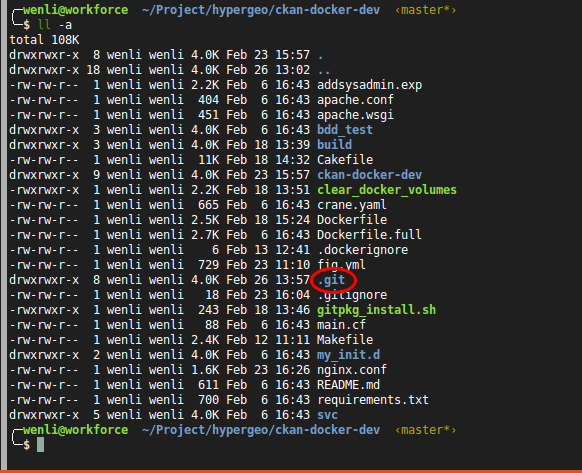 ╭─wenli@workforce ~/Project/hypergeo/ckan-docker-dev ‹master*›
╰─$ ll -a
total 108K
drwxrwxr-x 8 wenli wenli 4.0K Feb 23 15:57 .
drwxrwxr-x 18 wenli wenli 4.0K Feb 26 13:02 ..
-rw-rw-r-- 1 wenli wenli 2.2K Feb 6 16:43 addsysadmin.exp
-rw-rw-r-- 1 wenli wenli 404 Feb 6 16:43 apache.conf
-rw-rw-r-- 1 wenli wenli 451 Feb 6 16:43 apache.wsgi
drwxrwxr-x 3 wenli wenli 4.0K Feb 6 16:43 bdd_test
drwxrwxr-x 3 wenli wenli 4.0K Feb 18 13:39 build
-rw-rw-r-- 1 wenli wenli 11K Feb 18 14:32 Cakefile
drwxrwxr-x 9 wenli wenli 4.0K Feb 23 15:57 ckan-docker-dev
-rwxrwxr-x 1 wenli wenli 2.2K Feb 18 13:51 clear_docker_volumes
-rw-rw-r-- 1 wenli wenli 665 Feb 6 16:43 crane.yaml
-rw-rw-r-- 1 wenli wenli 2.5K Feb 18 15:24 Dockerfile
-rw-rw-r-- 1 wenli wenli 2.7K Feb 6 16:43 Dockerfile.full
-rw-rw-r-- 1 wenli wenli 6 Feb 13 12:41 .dockerignore
-rw-rw-r-- 1 wenli wenli 729 Feb 23 11:10 fig.yml
drwxrwxr-x 8 wenli wenli 4.0K Feb 26 13:57 .git
-rw-rw-r-- 1 wenli wenli 18 Feb 23 16:04 .gitignore
-rwxrwxr-x 1 wenli wenli 243 Feb 18 13:46 gitpkg_install.sh
-rw-rw-r-- 1 wenli wenli 88 Feb 6 16:43 main.cf
-rw-rw-r-- 1 wenli wenli 2.4K Feb 12 11:11 Makefile
drwxrwxr-x 2 wenli wenli 4.0K Feb 6 16:43 my_init.d
-rw-rw-r-- 1 wenli wenli 1.6K Feb 23 16:26 nginx.conf
-rw-rw-r-- 1 wenli wenli 611 Feb 6 16:43 README.md
-rw-rw-r-- 1 wenli wenli 700 Feb 6 16:43 requirements.txt
drwxrwxr-x 5 wenli wenli 4.0K Feb 6 16:43 svc
╭─wenli@workforce ~/Project/hypergeo/ckan-docker-dev ‹master*›
╰─$